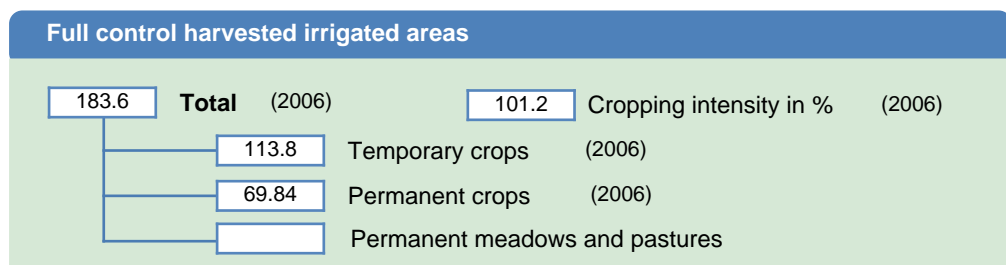 Full control harvested irrigated areas
183.6 Total (2006) 101.2 Cropping intensity in % (2006)
113.8 Temporary crops (2006)
69.84 Permanent crops (2006)
Permanent meadows and pastures